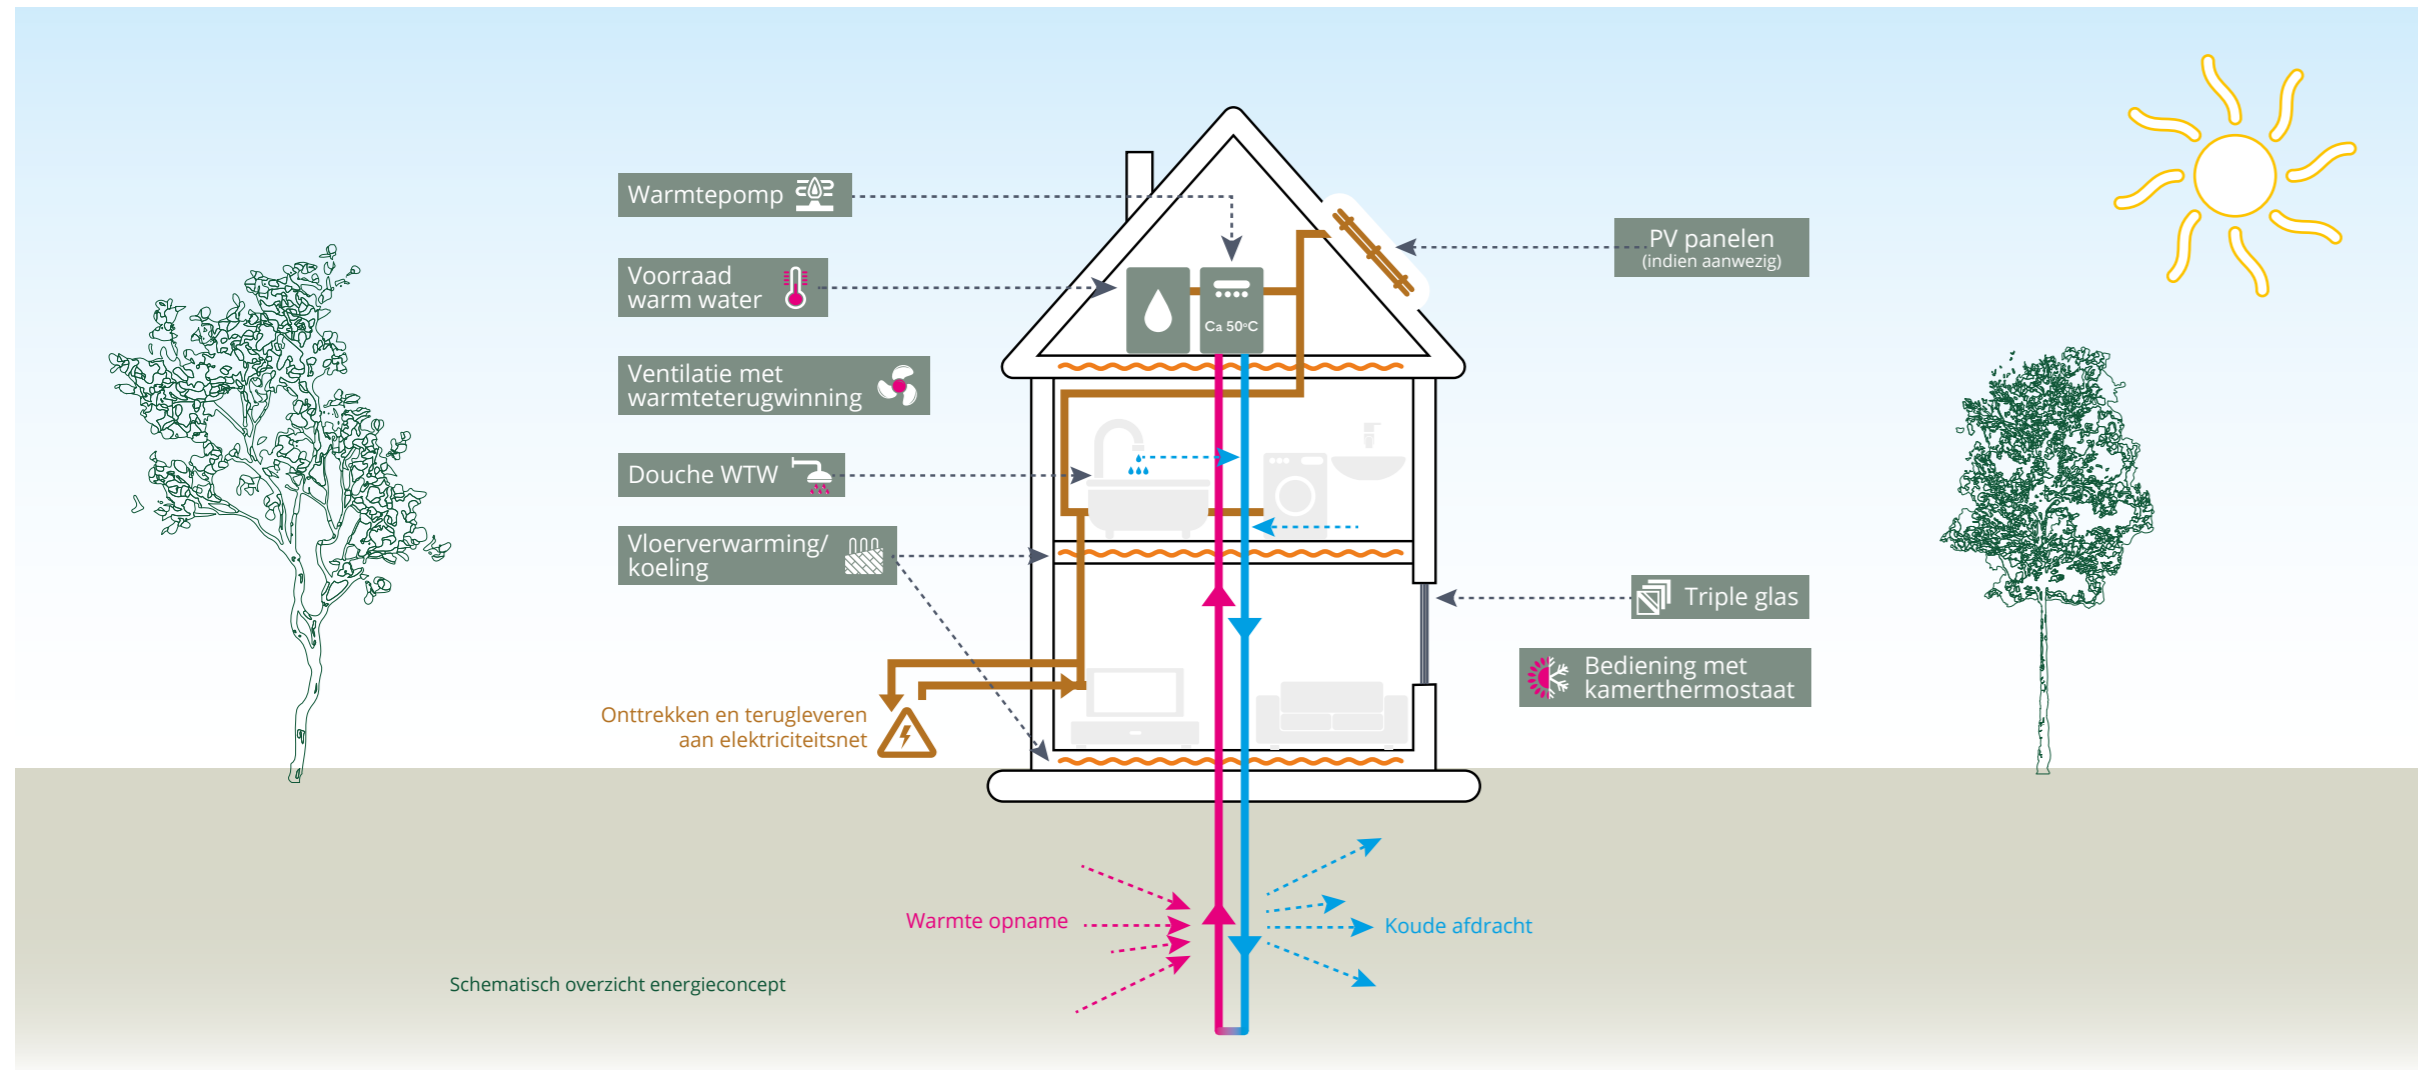 Warmtepomp
Voorraad
warm water
Ventilatie met
warmteterugwinning
Douche WTW
Vloerverwarming/
koeling
Onttrekken en terugleveren
aan elektriciteitsnet
Ca 50°C
PV panelen
(indien aanwezig)
Triple glas
Bediening met
kamerthermostaat
Warmte opname
Koude afdracht
Schematisch overzicht energieconcept